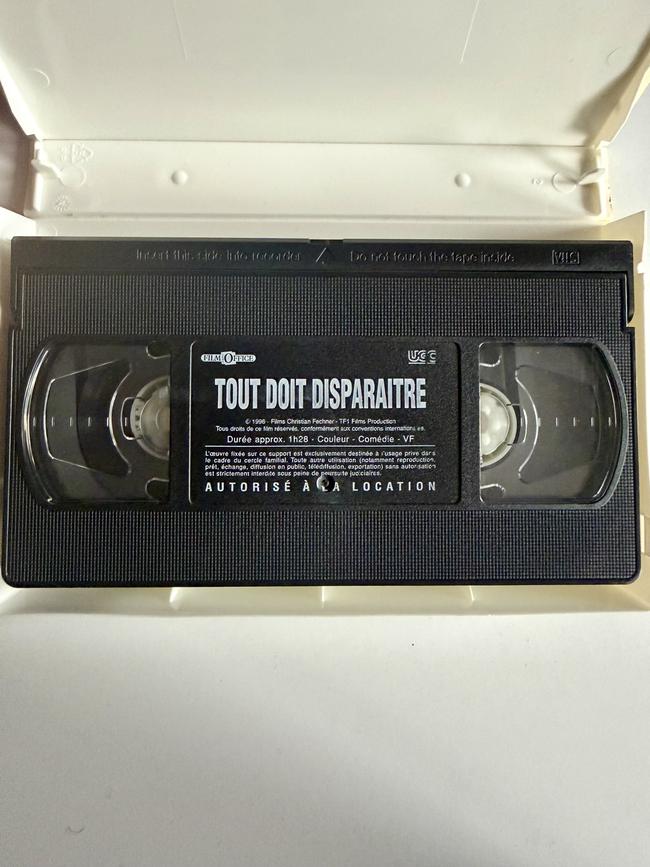 Insert this side into recorder Do not touch the tape inside VHS
FILM OFFICE UGC
TOUT DOIT DISPARAITRE
© 1996 - Films Christian Fechner - TF1 Films Production
Tous droits de ce film réservés, conformément aux conventions internationales.
Durée approx. 1h28 - Couleur - Comédie - VF
L'œuvre fixée sur ce support est exclusivement destinée à l'usage privé dans
le cadre du cercle familial. Toute autre utilisation (notamment reproduction,
prêt, échange, diffusion en public, télédiffusion, exportation) sans autorisation
est strictement interdite sous peine de poursuite judiciaires.
AUTORISÉ À LA LOCATION